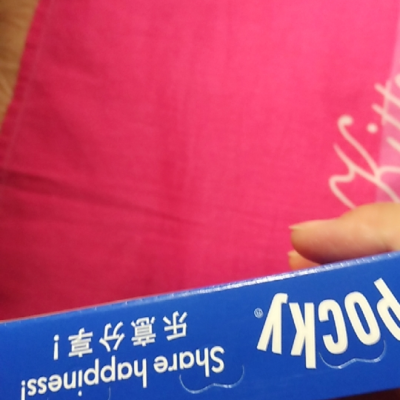 Pocky®
Share happiness!
乐意分享！